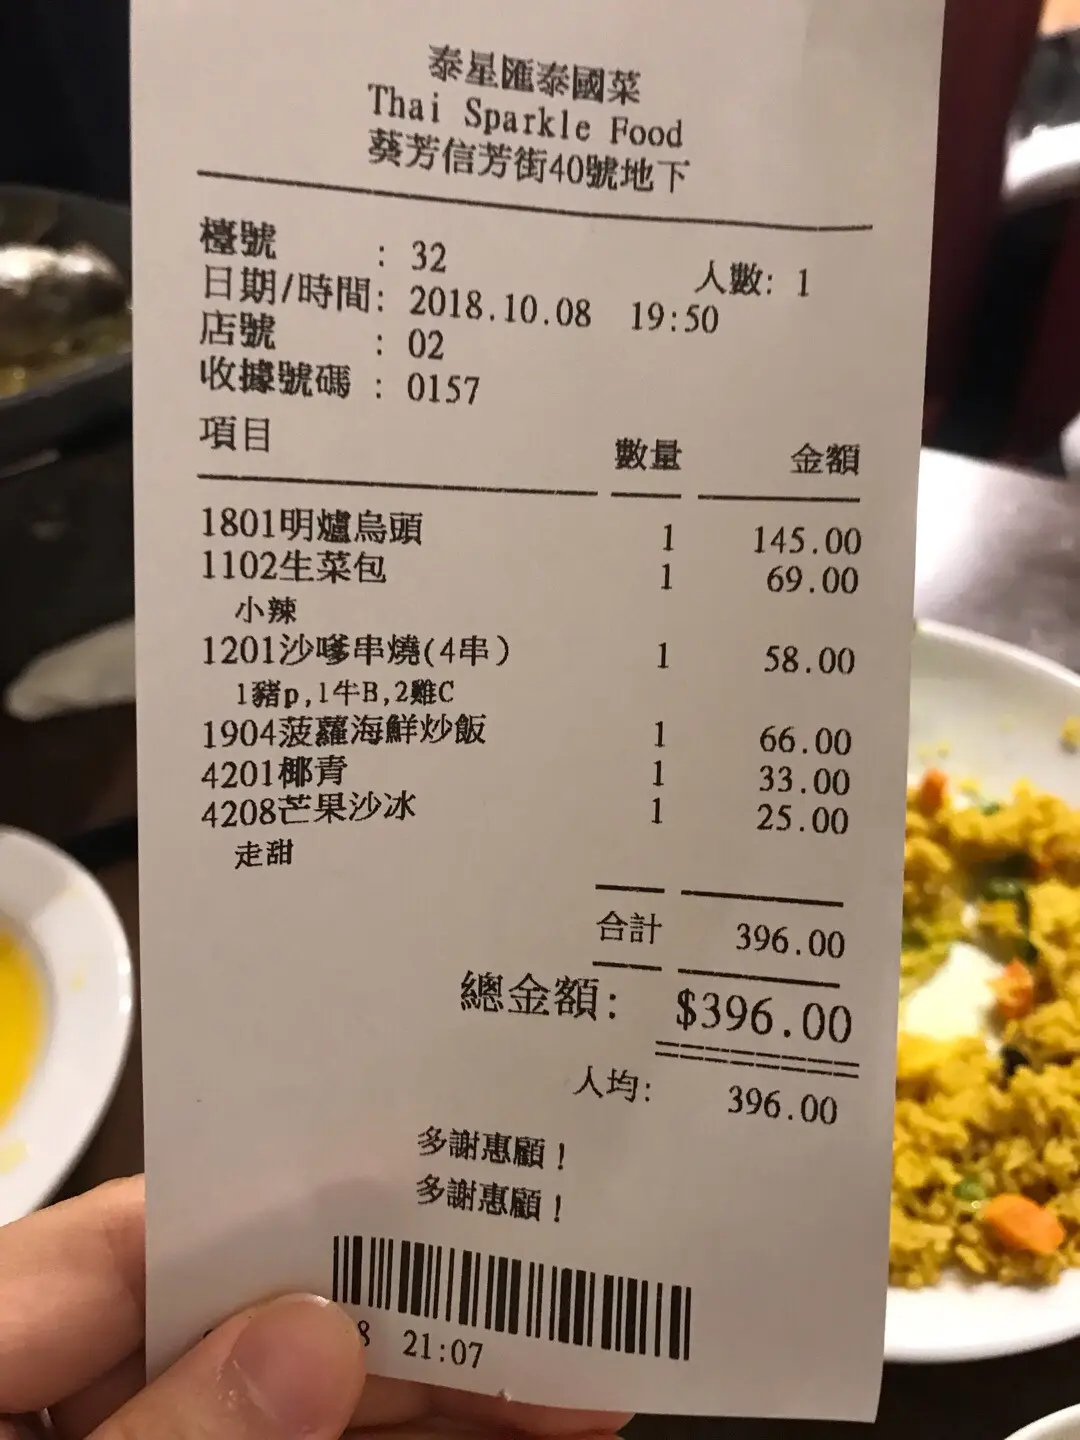 泰星匯泰國菜
Thai Sparkle Food
葵芳信芳街40號地下
檯號 : 32 人數: 1
日期/時間: 2018.10.08 19:50
店號 : 02
收據號碼 : 0157
項目 數量 金額
1801明爐烏頭 1 145.00
1102生菜包 1 69.00
小辣
1201沙嗲串燒(4串) 1 58.00
1豬p,1牛B,2雞C
1904菠蘿海鮮炒飯 1 66.00
4201椰青 1 33.00
4208芒果沙冰 1 25.00
走甜
合計 396.00
總金額: $396.00
人均: 396.00
多謝惠顧!
多謝惠顧!
8 21:07